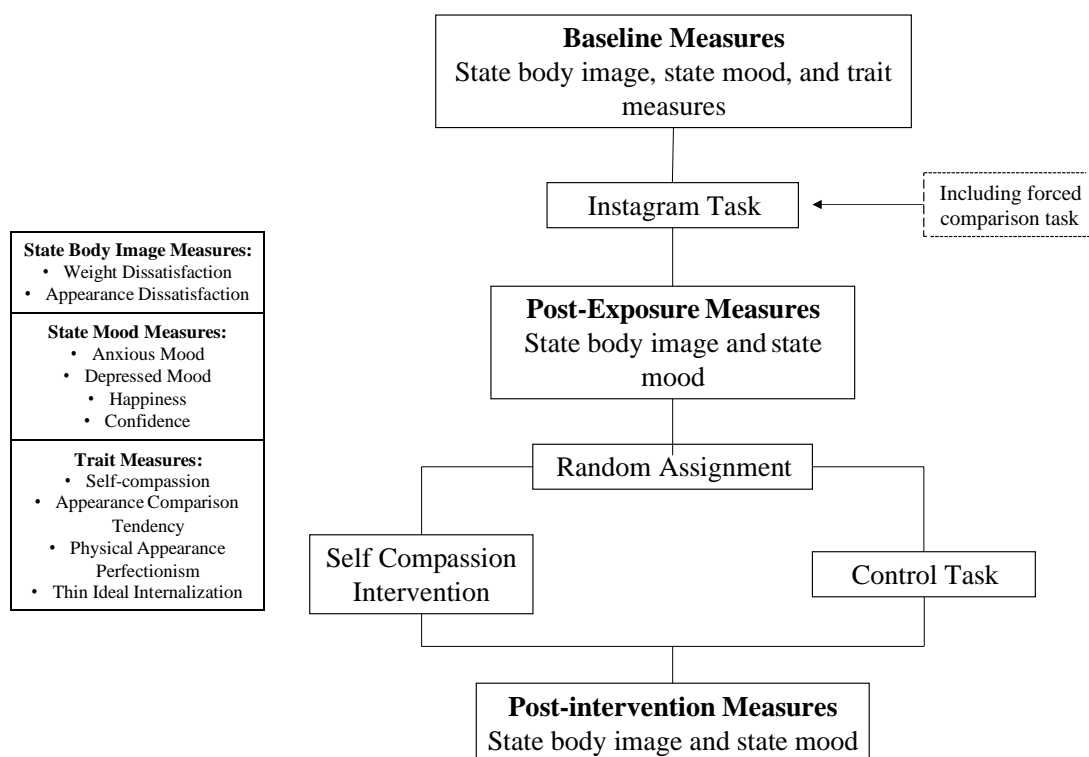 Baseline Measures
State body image, state mood, and trait
measures
Instagram Task
Including forced
comparison task
State Body Image Measures:
• Weight Dissatisfaction
• Appearance Dissatisfaction
State Mood Measures:
• Anxious Mood
• Depressed Mood
• Happiness
• Confidence
Trait Measures:
• Self-compassion
• Appearance Comparison
Tendency
• Physical Appearance
Perfectionism
• Thin Ideal Internalization
Post-Exposure Measures
State body image and state
mood
Random Assignment
Self Compassion
Intervention
Control Task
Post-intervention Measures
State body image and state mood